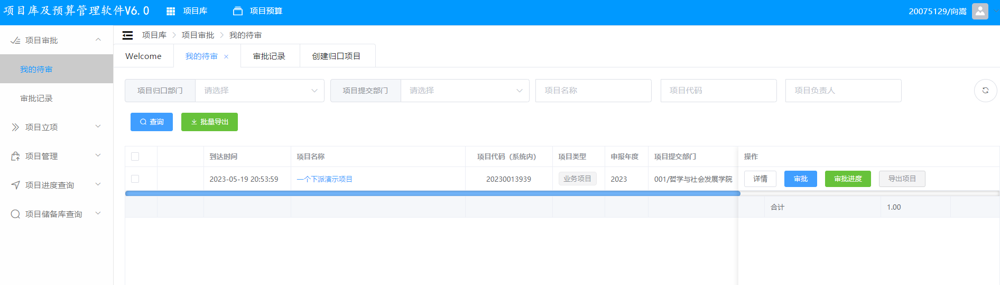 项目库及预算管理软件V6.0 项目库 项目预算 20075129/向嵩
项目审批
我的待审
审批记录
项目立项
项目管理
项目进度查询
项目储备库查询
项目库 > 项目审批 > 我的待审
Welcome 我的待审 × 审批记录 创建归口项目
项目归口部门 请选择 项目提交部门 请选择 项目名称 项目代码 项目负责人
查询 批量导出
到达时间 项目名称 项目代码（系统内） 项目类型 申报年度 项目提交部门 操作
2023-05-19 20:53:59 一个下派演示项目 20230013939 业务项目 2023 001/哲学与社会发展学院 详情 审批 审批进度 导出项目
合计 1.00